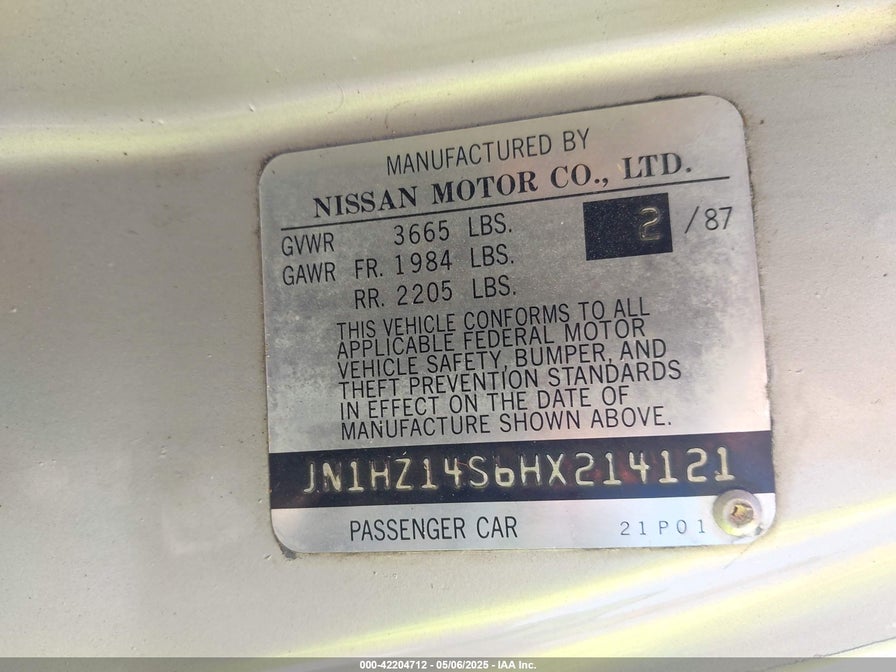 MANUFACTURED BY
NISSAN MOTOR CO., LTD.
GVWR 3665 LBS. 2 /87
GAWR FR. 1984 LBS.
RR. 2205 LBS.
THIS VEHICLE CONFORMS TO ALL
APPLICABLE FEDERAL MOTOR
VEHICLE SAFETY, BUMPER, AND
THEFT PREVENTION STANDARDS
IN EFFECT ON THE DATE OF
MANUFACTURE SHOWN ABOVE.
JN1HZ14S6HX214121
PASSENGER CAR 21P01
000-42204712 - 05/06/2025 - IAA Inc.